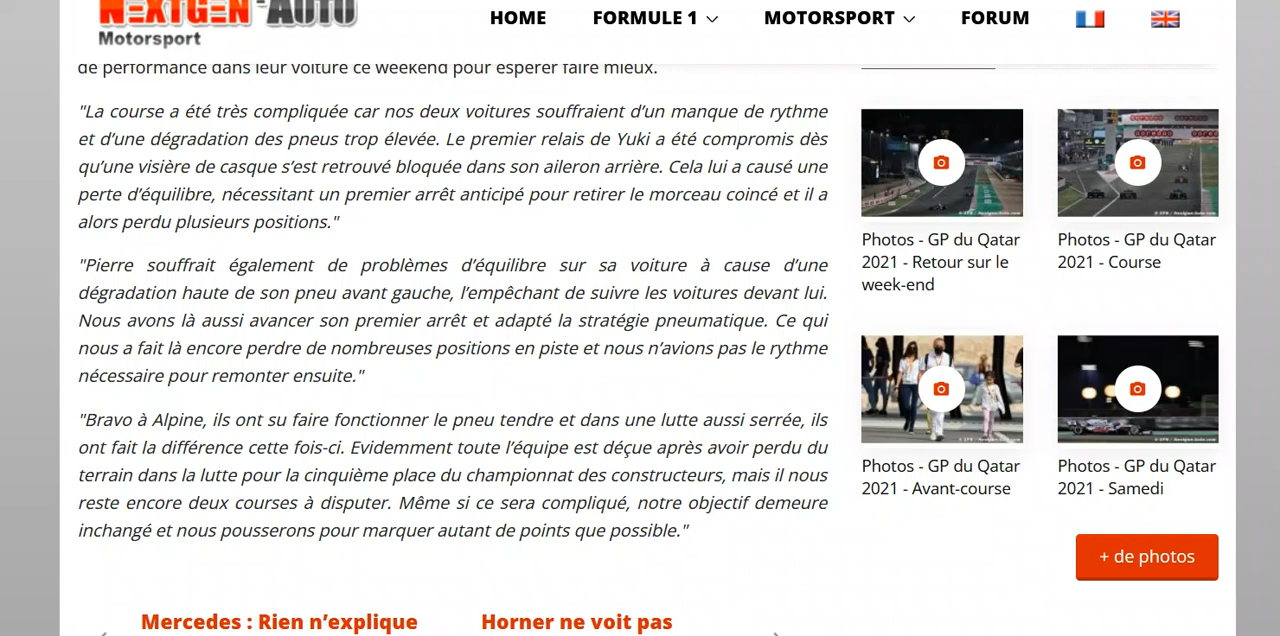 NEXTGEN-AUTO
Motorsport
HOME FORMULE 1 MOTORSPORT FORUM
de performance dans leur voiture ce weekend pour espérer faire mieux.
"La course a été très compliquée car nos deux voitures souffraient d’un manque de rythme
et d’une dégradation des pneus trop élevée. Le premier relais de Yuki a été compromis dès
qu’une visière de casque s’est retrouvé bloquée dans son aileron arrière. Cela lui a causé une
perte d’équilibre, nécessitant un premier arrêt anticipé pour retirer le morceau coincé et il a
alors perdu plusieurs positions."
"Pierre souffrait également de problèmes d’équilibre sur sa voiture à cause d’une
dégradation haute de son pneu avant gauche, l’empêchant de suivre les voitures devant lui.
Nous avons là aussi avancer son premier arrêt et adapté la stratégie pneumatique. Ce qui
nous a fait là encore perdre de nombreuses positions en piste et nous n’avions pas le rythme
nécessaire pour remonter ensuite."
"Bravo à Alpine, ils ont su faire fonctionner le pneu tendre et dans une lutte aussi serrée, ils
ont fait la différence cette fois-ci. Evidemment toute l’équipe est déçue après avoir perdu du
terrain dans la lutte pour la cinquième place du championnat des constructeurs, mais il nous
reste encore deux courses à disputer. Même si ce sera compliqué, notre objectif demeure
inchangé et nous pousserons pour marquer autant de points que possible."
Mercedes : Rien n’explique
Horner ne voit pas
Photos - GP du Qatar
2021 - Retour sur le
week-end
Photos - GP du Qatar
2021 - Course
Photos - GP du Qatar
2021 - Avant-course
Photos - GP du Qatar
2021 - Samedi
+ de photos